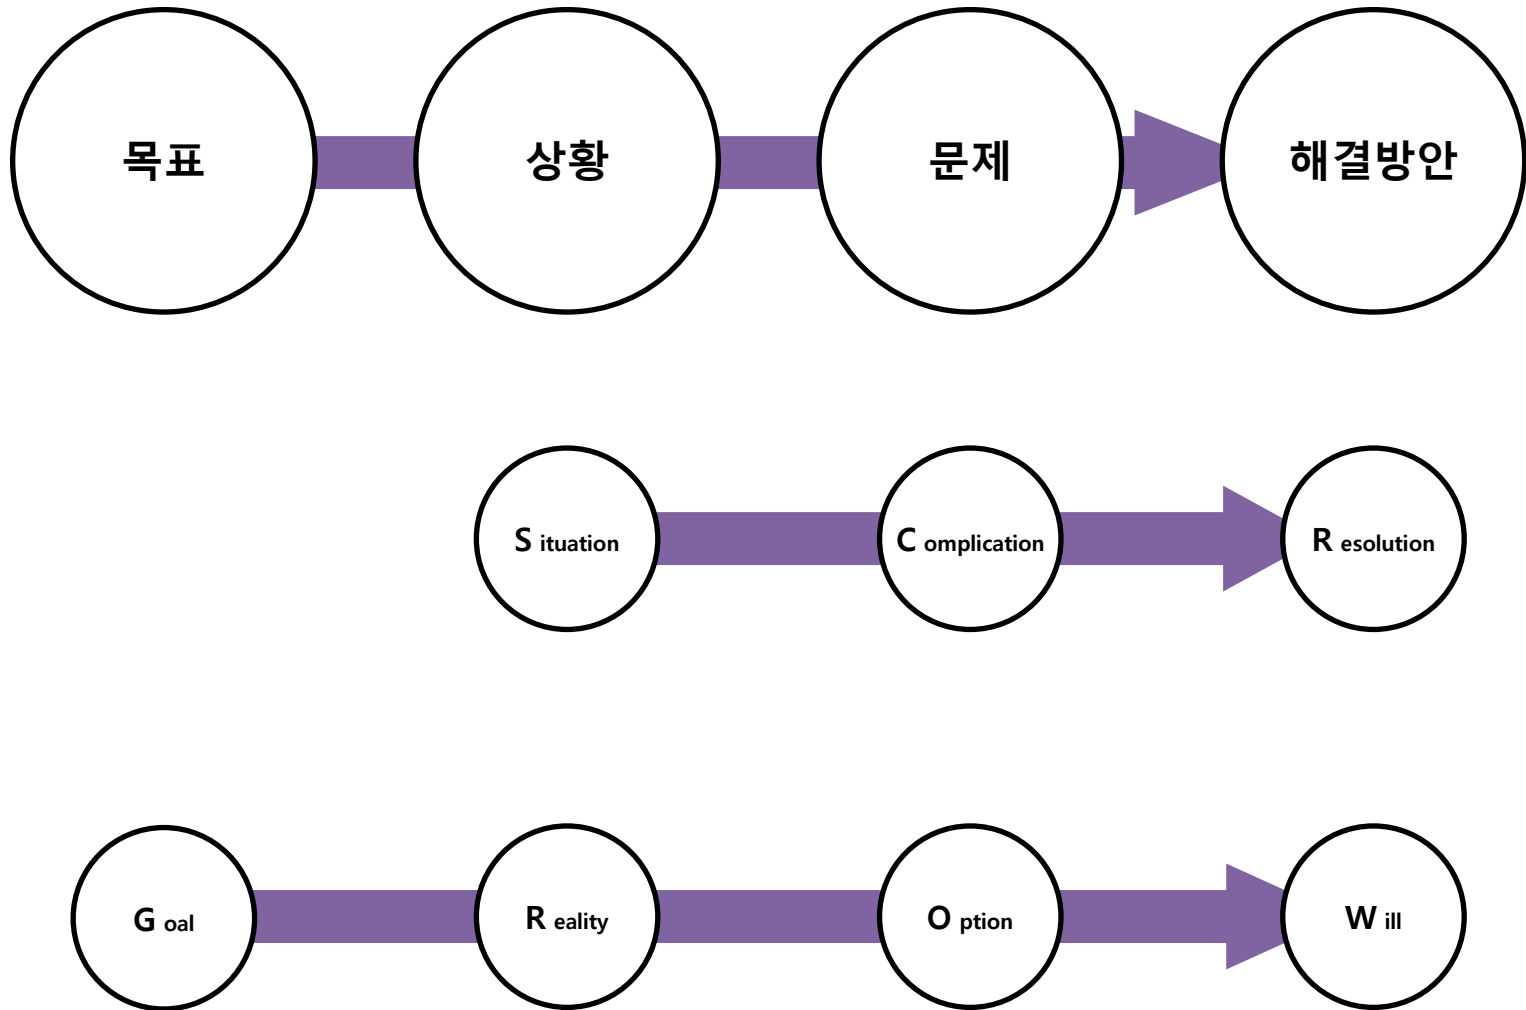 목표 상황 문제 해결방안
S ituation C omplication R esolution
G oal R eality O ption W ill